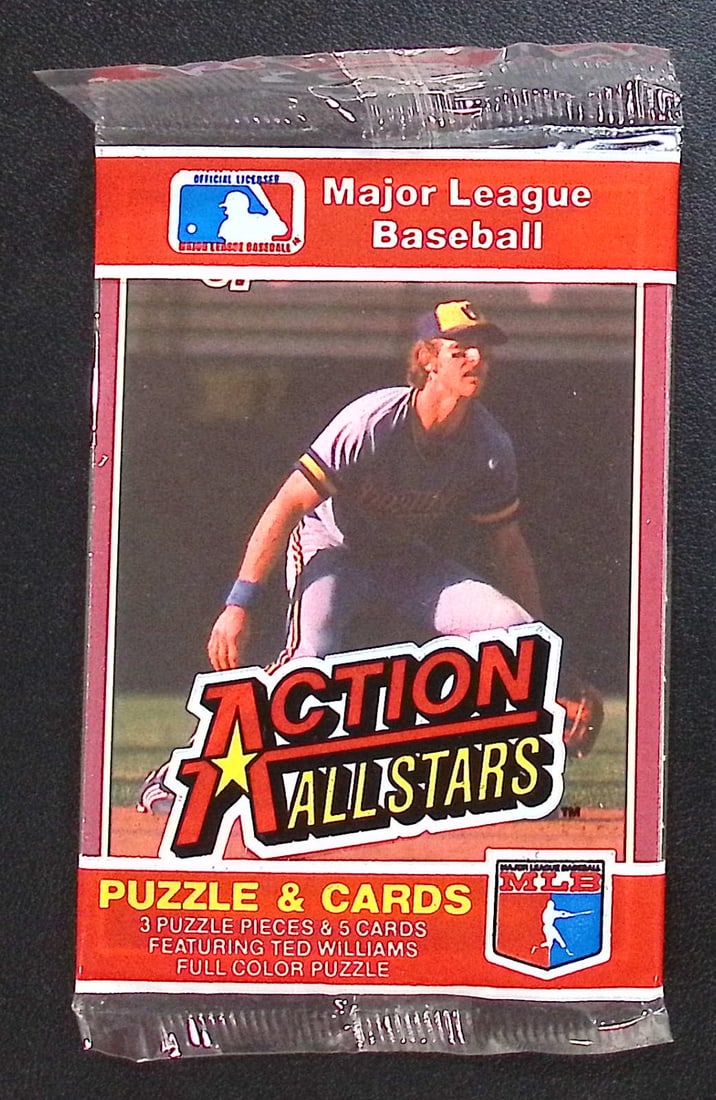 OFFICIAL LICENSEE
MAJOR LEAGUE BASEBALL
Major League
Baseball
ACTION
ALL STARS
TM
PUZZLE & CARDS
3 PUZZLE PIECES & 5 CARDS
FEATURING TED WILLIAMS
FULL COLOR PUZZLE
MAJOR LEAGUE BASEBALL
MLB